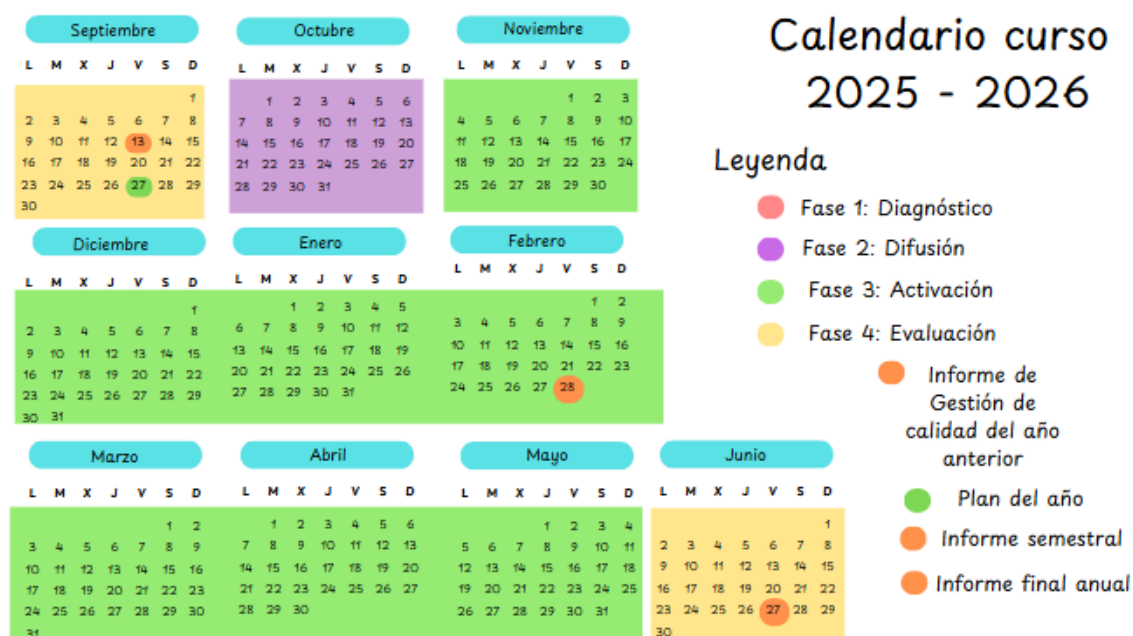 Calendario curso
2025 - 2026
Septiembre
L M X J V S D
1
2 3 4 5 6 7 8
9 10 11 12 13 14 15
16 17 18 19 20 21 22
23 24 25 26 27 28 29
30
Octubre
L M X J V S D
1 2 3 4 5 6
7 8 9 10 11 12 13
14 15 16 17 18 19 20
21 22 23 24 25 26 27
28 29 30 31
Noviembre
L M X J V S D
1 2 3
4 5 6 7 8 9 10
11 12 13 14 15 16 17
18 19 20 21 22 23 24
25 26 27 28 29 30
Diciembre
L M X J V S D
1
2 3 4 5 6 7 8
9 10 11 12 13 14 15
16 17 18 19 20 21 22
23 24 25 26 27 28 29
30 31
Enero
L M X J V S D
1 2 3 4 5
6 7 8 9 10 11 12
13 14 15 16 17 18 19
20 21 22 23 24 25 26
27 28 29 30 31
Febrero
L M X J V S D
1 2
3 4 5 6 7 8 9
10 11 12 13 14 15 16
17 18 19 20 21 22 23
24 25 26 27 28
Marzo
L M X J V S D
1 2
3 4 5 6 7 8 9
10 11 12 13 14 15 16
17 18 19 20 21 22 23
24 25 26 27 28 29 30
31
Abril
L M X J V S D
1 2 3 4 5 6
7 8 9 10 11 12 13
14 15 16 17 18 19 20
21 22 23 24 25 26 27
28 29 30
Mayo
L M X J V S D
1 2 3 4
5 6 7 8 9 10 11
12 13 14 15 16 17 18
19 20 21 22 23 24 25
26 27 28 29 30 31
Junio
L M X J V S D
1
2 3 4 5 6 7 8
9 10 11 12 13 14 15
16 17 18 19 20 21 22
23 24 25 26 27 28 29
30
Leyenda
Fase 1: Diagnóstico
Fase 2: Difusión
Fase 3: Activación
Fase 4: Evaluación
Informe de
Gestión de
calidad del año
anterior
Plan del año
Informe semestral
Informe final anual